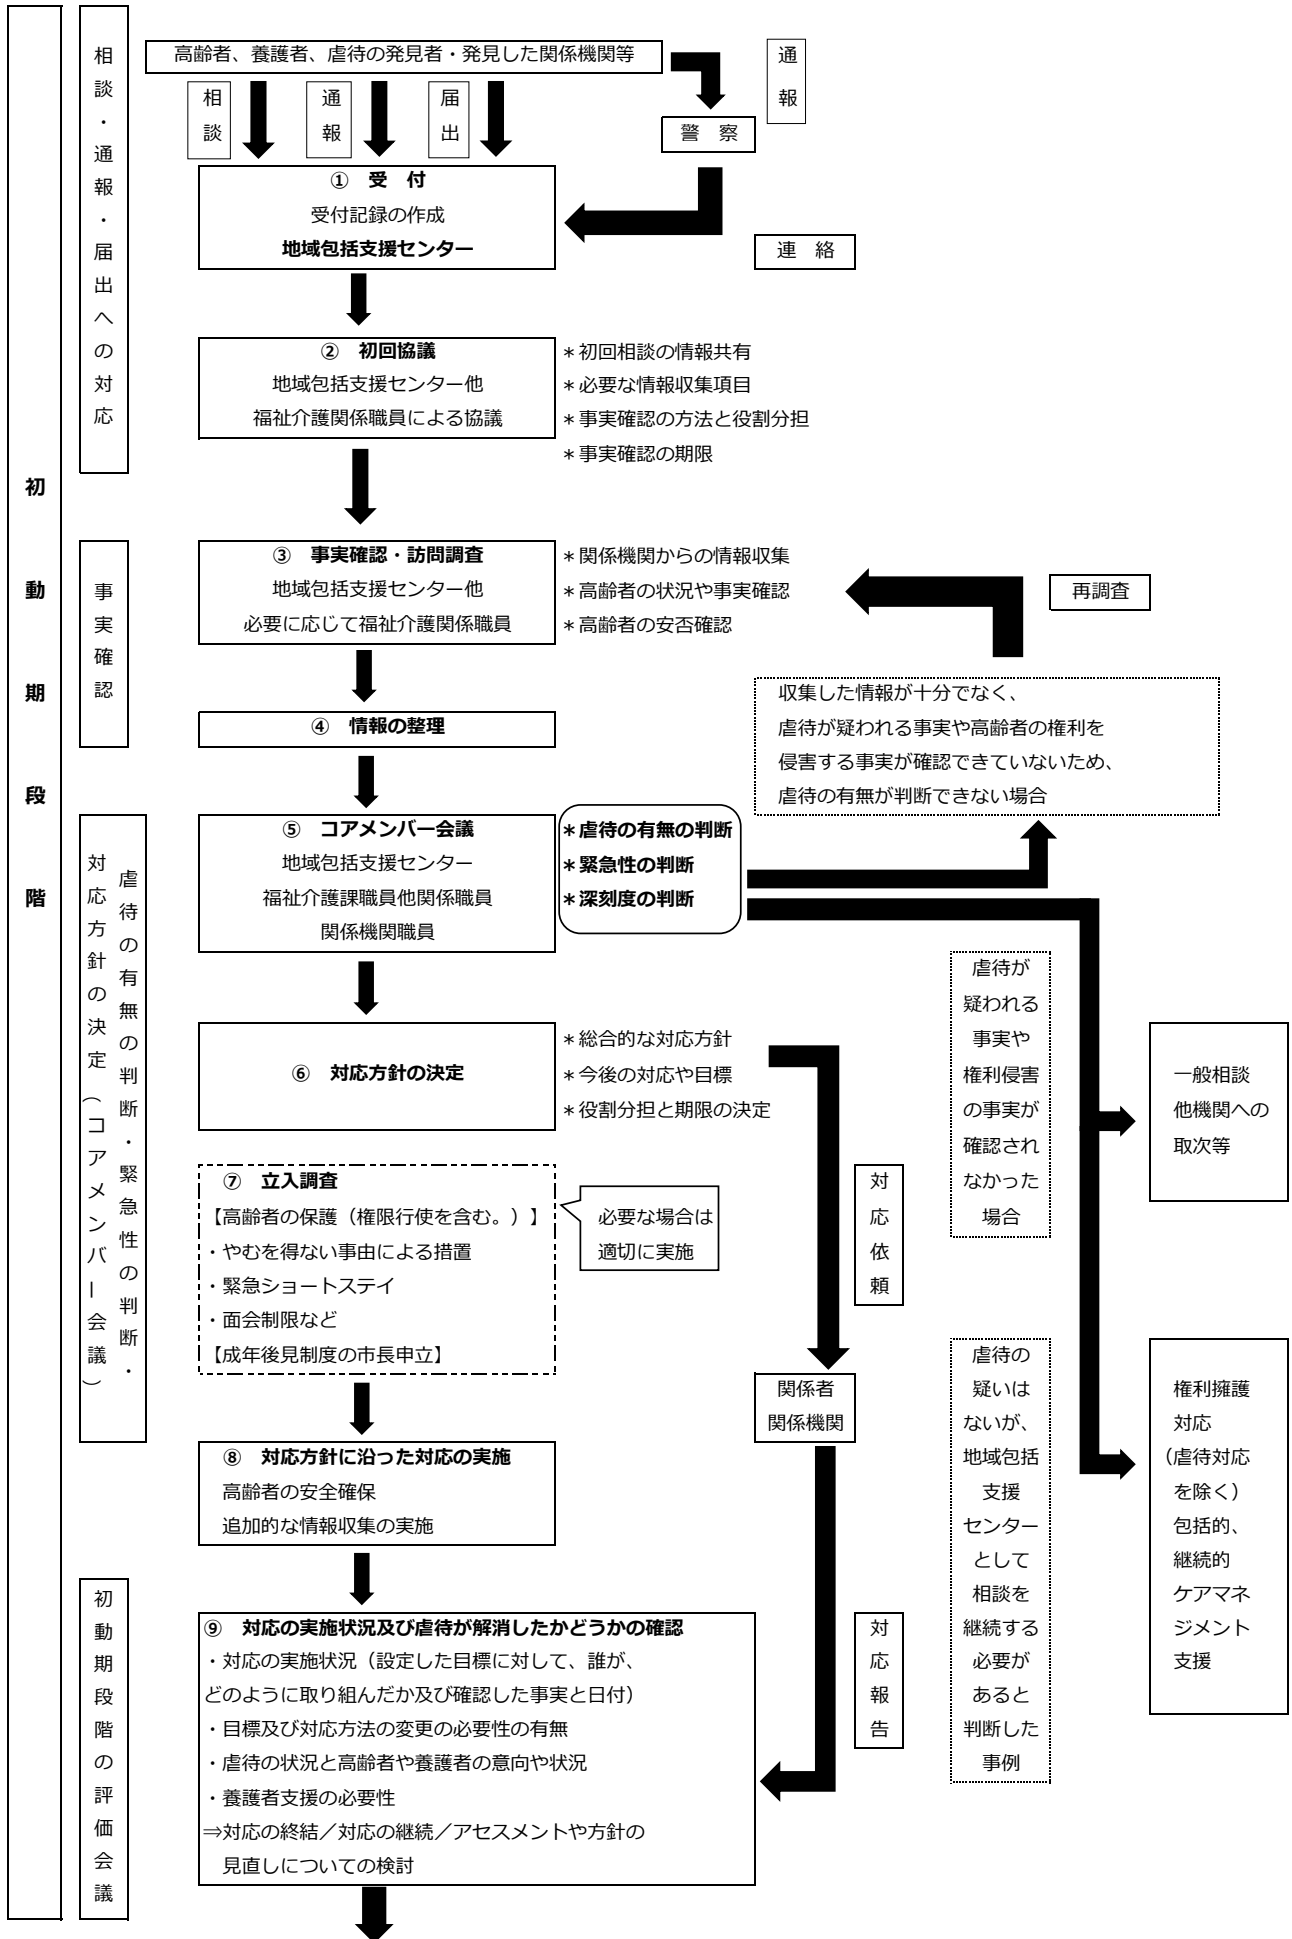 初動期段階
相談・通報・届出への対応
高齢者、養護者、虐待の発見者・発見した関係機関等
相談
通報
届出
通報
警　察
連　絡
①　受　付
受付記録の作成
地域包括支援センター
②　初回協議
地域包括支援センター他
福祉介護関係職員による協議
＊初回相談の情報共有
＊必要な情報収集項目
＊事実確認の方法と役割分担
＊事実確認の期限
事実確認
③　事実確認・訪問調査
地域包括支援センター他
必要に応じて福祉介護関係職員
＊関係機関からの情報収集
＊高齢者の状況や事実確認
＊高齢者の安否確認
再調査
収集した情報が十分でなく、
虐待が疑われる事実や高齢者の権利を
侵害する事実が確認できていないため、
虐待の有無が判断できない場合
④　情報の整理
虐待の有無の判断・緊急性の判断・
対応方針の決定（コアメンバー会議）
⑤　コアメンバー会議
地域包括支援センター
福祉介護課職員他関係職員
関係機関職員
＊虐待の有無の判断
＊緊急性の判断
＊深刻度の判断
⑥　対応方針の決定
＊総合的な対応方針
＊今後の対応や目標
＊役割分担と期限の決定
虐待が
疑われる
事実や
権利侵害
の事実が
確認され
なかった
場合
一般相談
他機関への
取次等
⑦　立入調査
【高齢者の保護（権限行使を含む。）】
・やむを得ない事由による措置
・緊急ショートステイ
・面会制限など
【成年後見制度の市長申立】
必要な場合は
適切に実施
対応依頼
関係者
関係機関
虐待の
疑いは
ないが、
地域包括
支援
センター
として
相談を
継続する
必要が
あると
判断した
事例
権利擁護
対応
（虐待対応
を除く）
包括的、
継続的
ケアマネ
ジメント
支援
⑧　対応方針に沿った対応の実施
高齢者の安全確保
追加的な情報収集の実施
初動期段階の評価会議
⑨　対応の実施状況及び虐待が解消したかどうかの確認
・対応の実施状況（設定した目標に対して、誰が、
どのように取り組んだか及び確認した事実と日付）
・目標及び対応方法の変更の必要性の有無
・虐待の状況と高齢者や養護者の意向や状況
・養護者支援の必要性
⇒対応の終結／対応の継続／アセスメントや方針の
見直しについての検討
対応報告